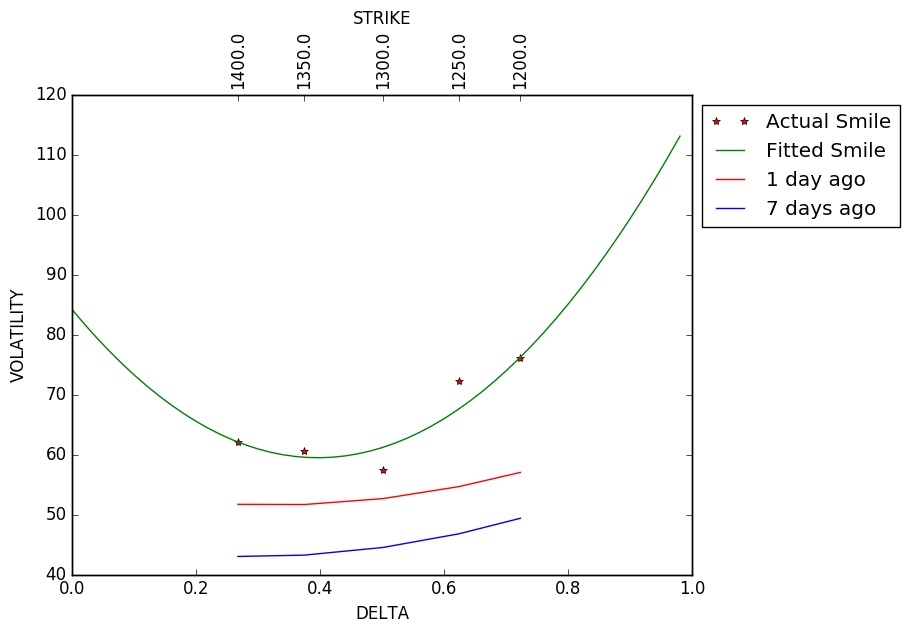 STRIKE
1400.0 1350.0 1300.0 1250.0 1200.0
120
110
100
90
80
70
60
50
40
VOLATILITY
0.0 0.2 0.4 0.6 0.8 1.0
DELTA
Actual Smile
Fitted Smile
1 day ago
7 days ago